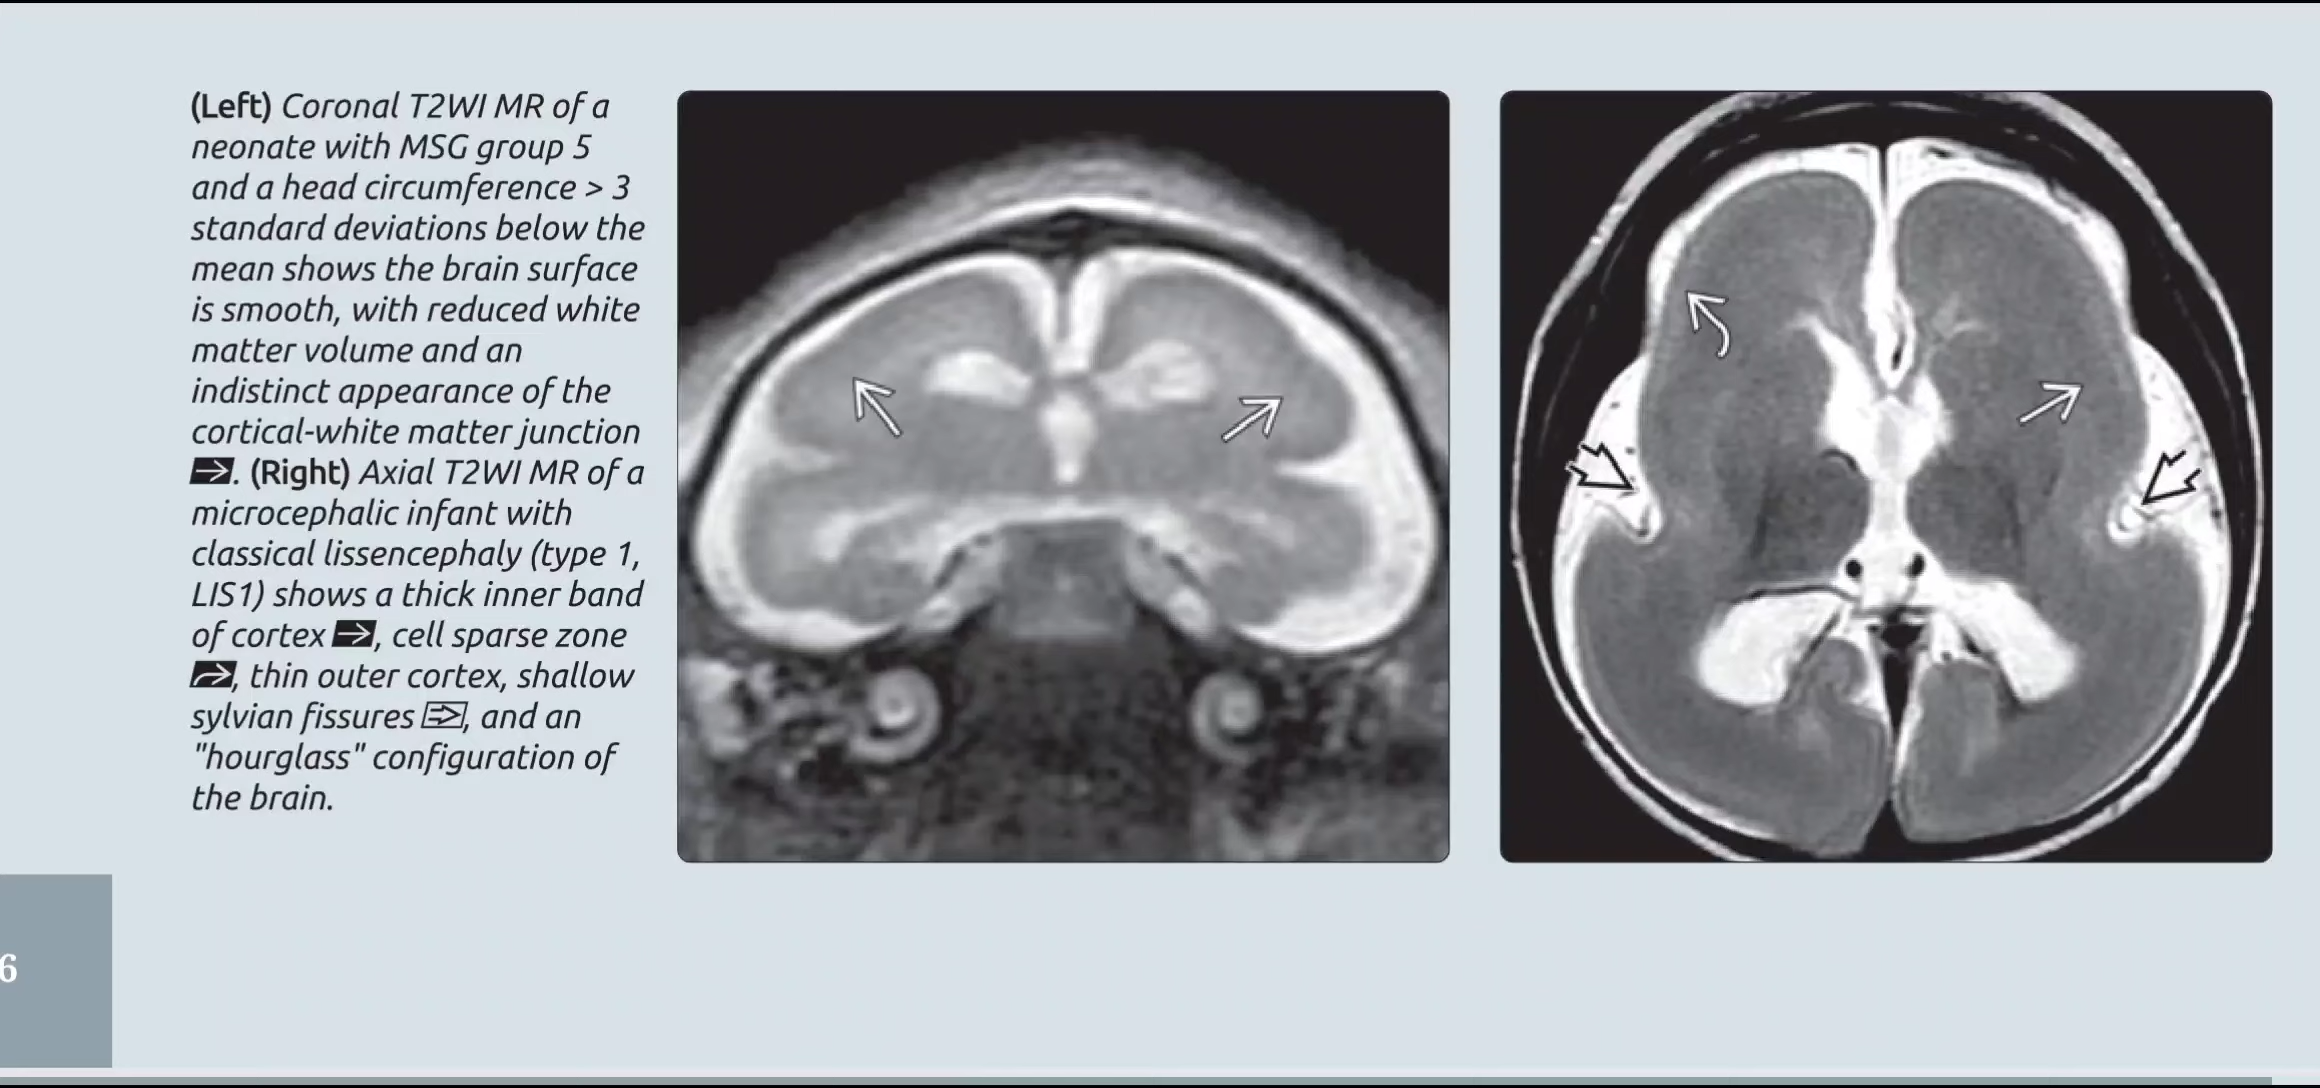 (Left) Coronal T2WI MR of a
neonate with MSG group 5
and a head circumference > 3
standard deviations below the
mean shows the brain surface
is smooth, with reduced white
matter volume and an
indistinct appearance of the
cortical-white matter junction
. (Right) Axial T2WI MR of a
microcephalic infant with
classical lissencephaly (type 1,
LIS1) shows a thick inner band
of cortex , cell sparse zone
, thin outer cortex, shallow
sylvian fissures , and an
"hourglass" configuration of
the brain.
6